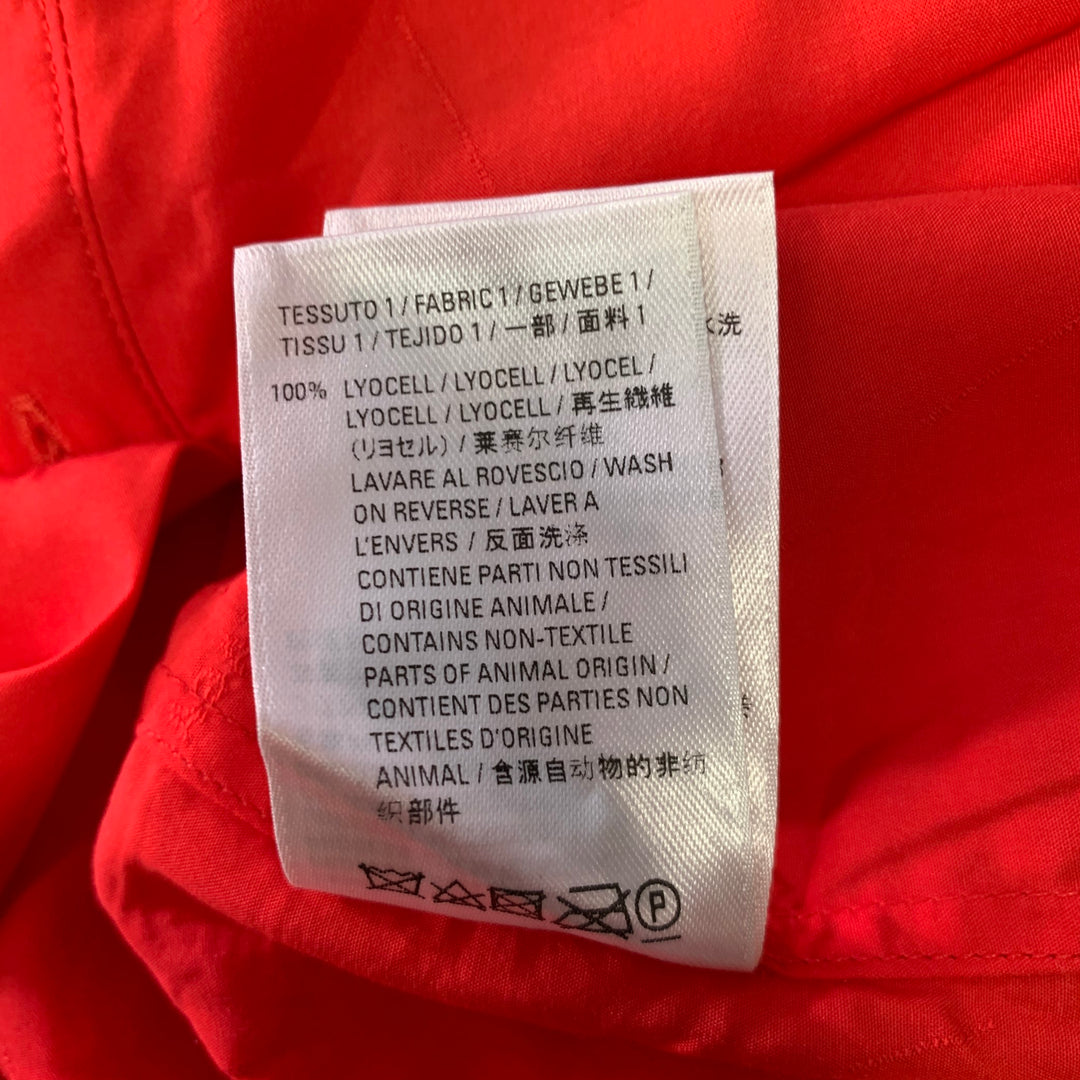 TESSUTO 1 / FABRIC 1 / GEWEBE 1 /
TISSU 1 / TEJIDO 1 / 一部 / 面料 1
100% LYOCELL / LYOCELL / LYOCEL /
LYOCELL / LYOCELL / 再生繊維
(リヨセル) / 莱赛尔纤维
LAVARE AL ROVESCIO / WASH
ON REVERSE / LAVER A
L'ENVERS / 反面洗涤
CONTIENE PARTI NON TESSILI
DI ORIGINE ANIMALE /
CONTAINS NON-TEXTILE
PARTS OF ANIMAL ORIGIN /
CONTIENT DES PARTIES NON
TEXTILES D'ORIGINE
ANIMAL / 含源自动物的非纺
织部件
P
洗